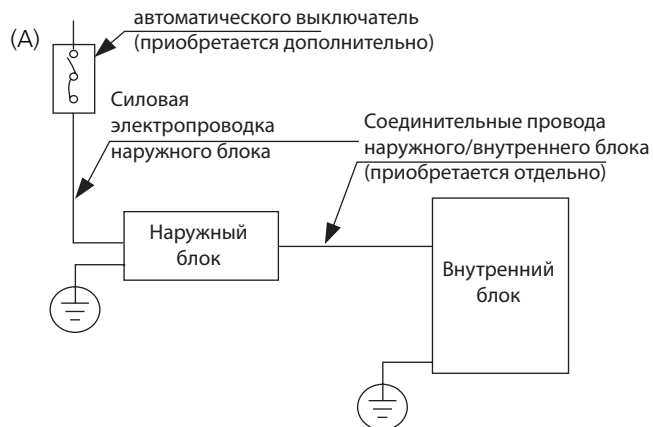 (A)
автоматического выключатель
(приобретается дополнительно)
Силовая
электропроводка
наружного блока
Соединительные провода
наружного/внутреннего блока
(приобретается отдельно)
Наружный
блок
Внутренний
блок